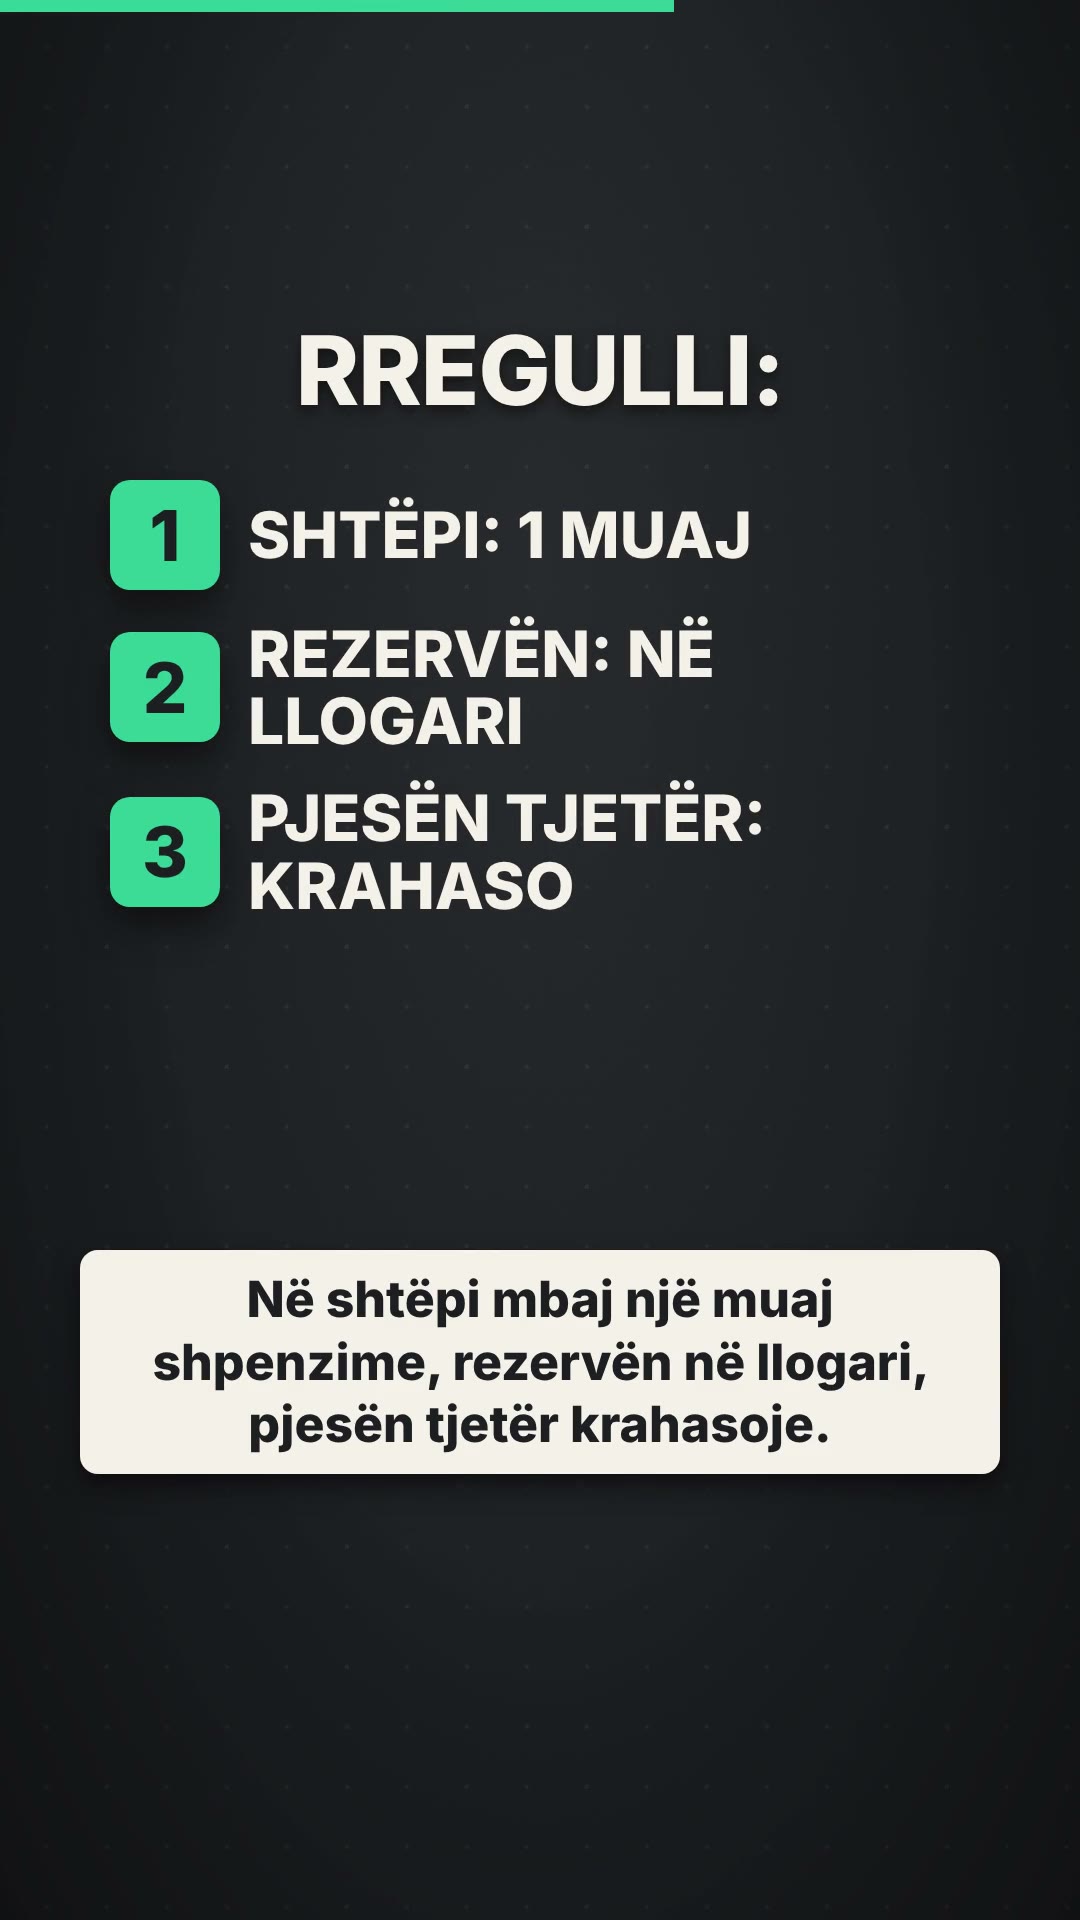 RREGULLI:
1 SHTËPI: 1 MUAJ
2 REZERVËN: NË
LLOGARI
3 PJESËN TJETËR:
KRAHASO
Në shtëpi mbaj një muaj
shpenzime, rezervën në llogari,
pjesën tjetër krahasoje.